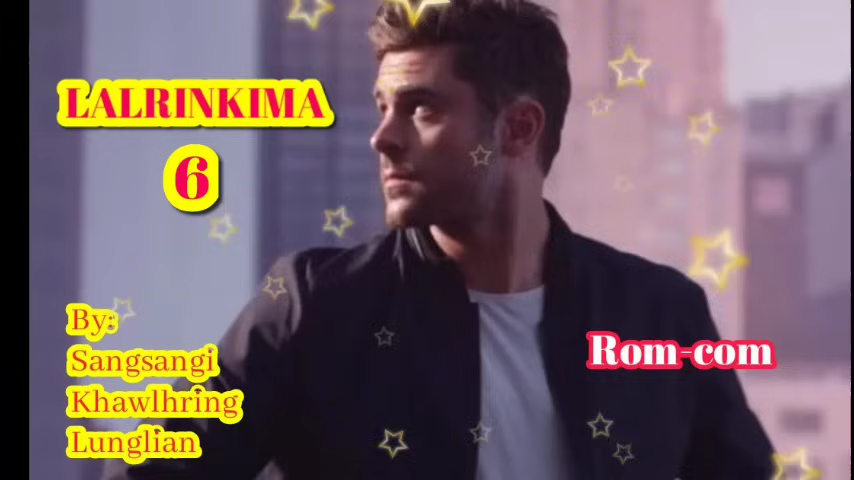 LALRINKIMA
6
By:
Sangsangi
Khawlhring
Lunglian
Rom-com